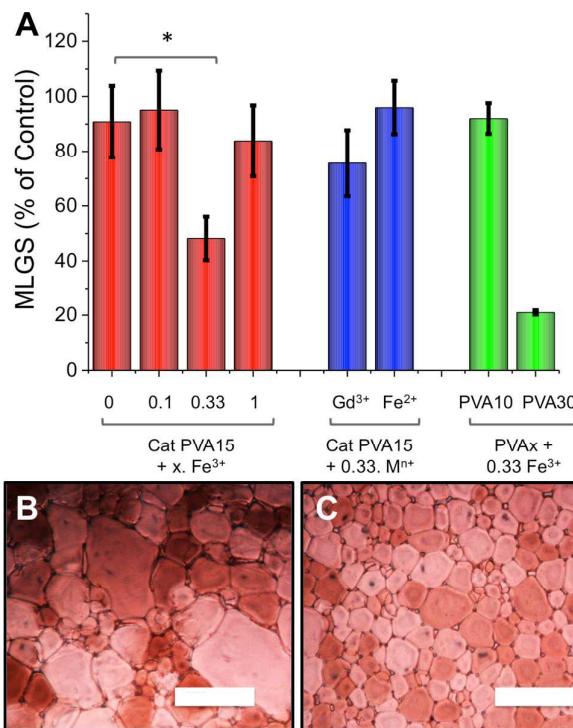 A
*
MLGS (% of Control)
120
100
80
60
40
20
0
0 0.1 0.33 1 Gd³⁺ Fe²⁺ PVA10 PVA30
Cat PVA15
+ x. Fe³⁺
Cat PVA15
+ 0.33. Mⁿ⁺
PVAx +
0.33 Fe³⁺
B
C